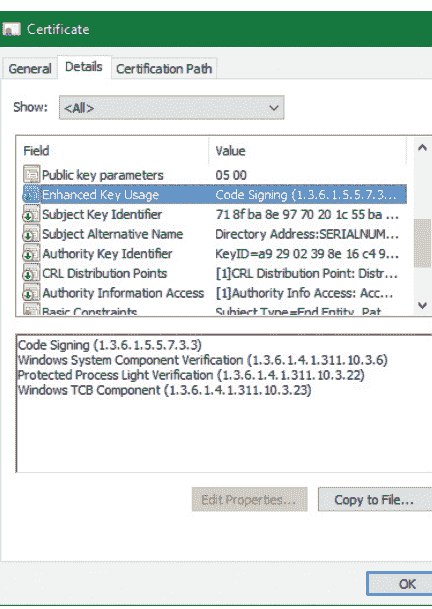 Certificate
General Details Certification Path
Show: <All>
Field Value
Public key parameters 05 00
Enhanced Key Usage Code Signing (1.3.6.1.5.5.7.3...
Subject Key Identifier 71 8f ba 8e 97 70 20 1c 55 ba ...
Subject Alternative Name Directory Address:SERIALNUM...
Authority Key Identifier KeyID=a9 29 02 39 8e 16 c4 9...
CRL Distribution Points [1]CRL Distribution Point: Distr...
Authority Information Access [1]Authority Info Access: Acc...
Basic Constraints Subject Type=End Entity, Pat...
Code Signing (1.3.6.1.5.5.7.3.3)
Windows System Component Verification (1.3.6.1.4.1.311.10.3.6)
Protected Process Light Verification (1.3.6.1.4.1.311.10.3.22)
Windows TCB Component (1.3.6.1.4.1.311.10.3.23)
Edit Properties... Copy to File...
OK